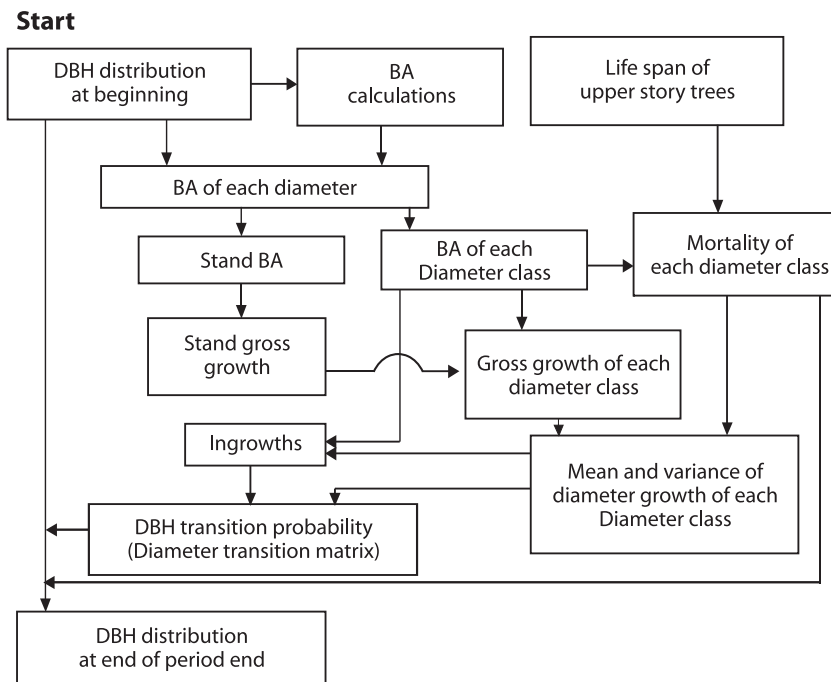 Start
DBH distribution
at beginning
BA
calculations
Life span of
upper story trees
BA of each diameter
Stand BA
BA of each
Diameter class
Mortality of
each diameter class
Stand gross
growth
Gross growth of each
diameter class
Ingrowths
Mean and variance of
diameter growth of each
Diameter class
DBH transition probability
(Diameter transition matrix)
DBH distribution
at end of period end